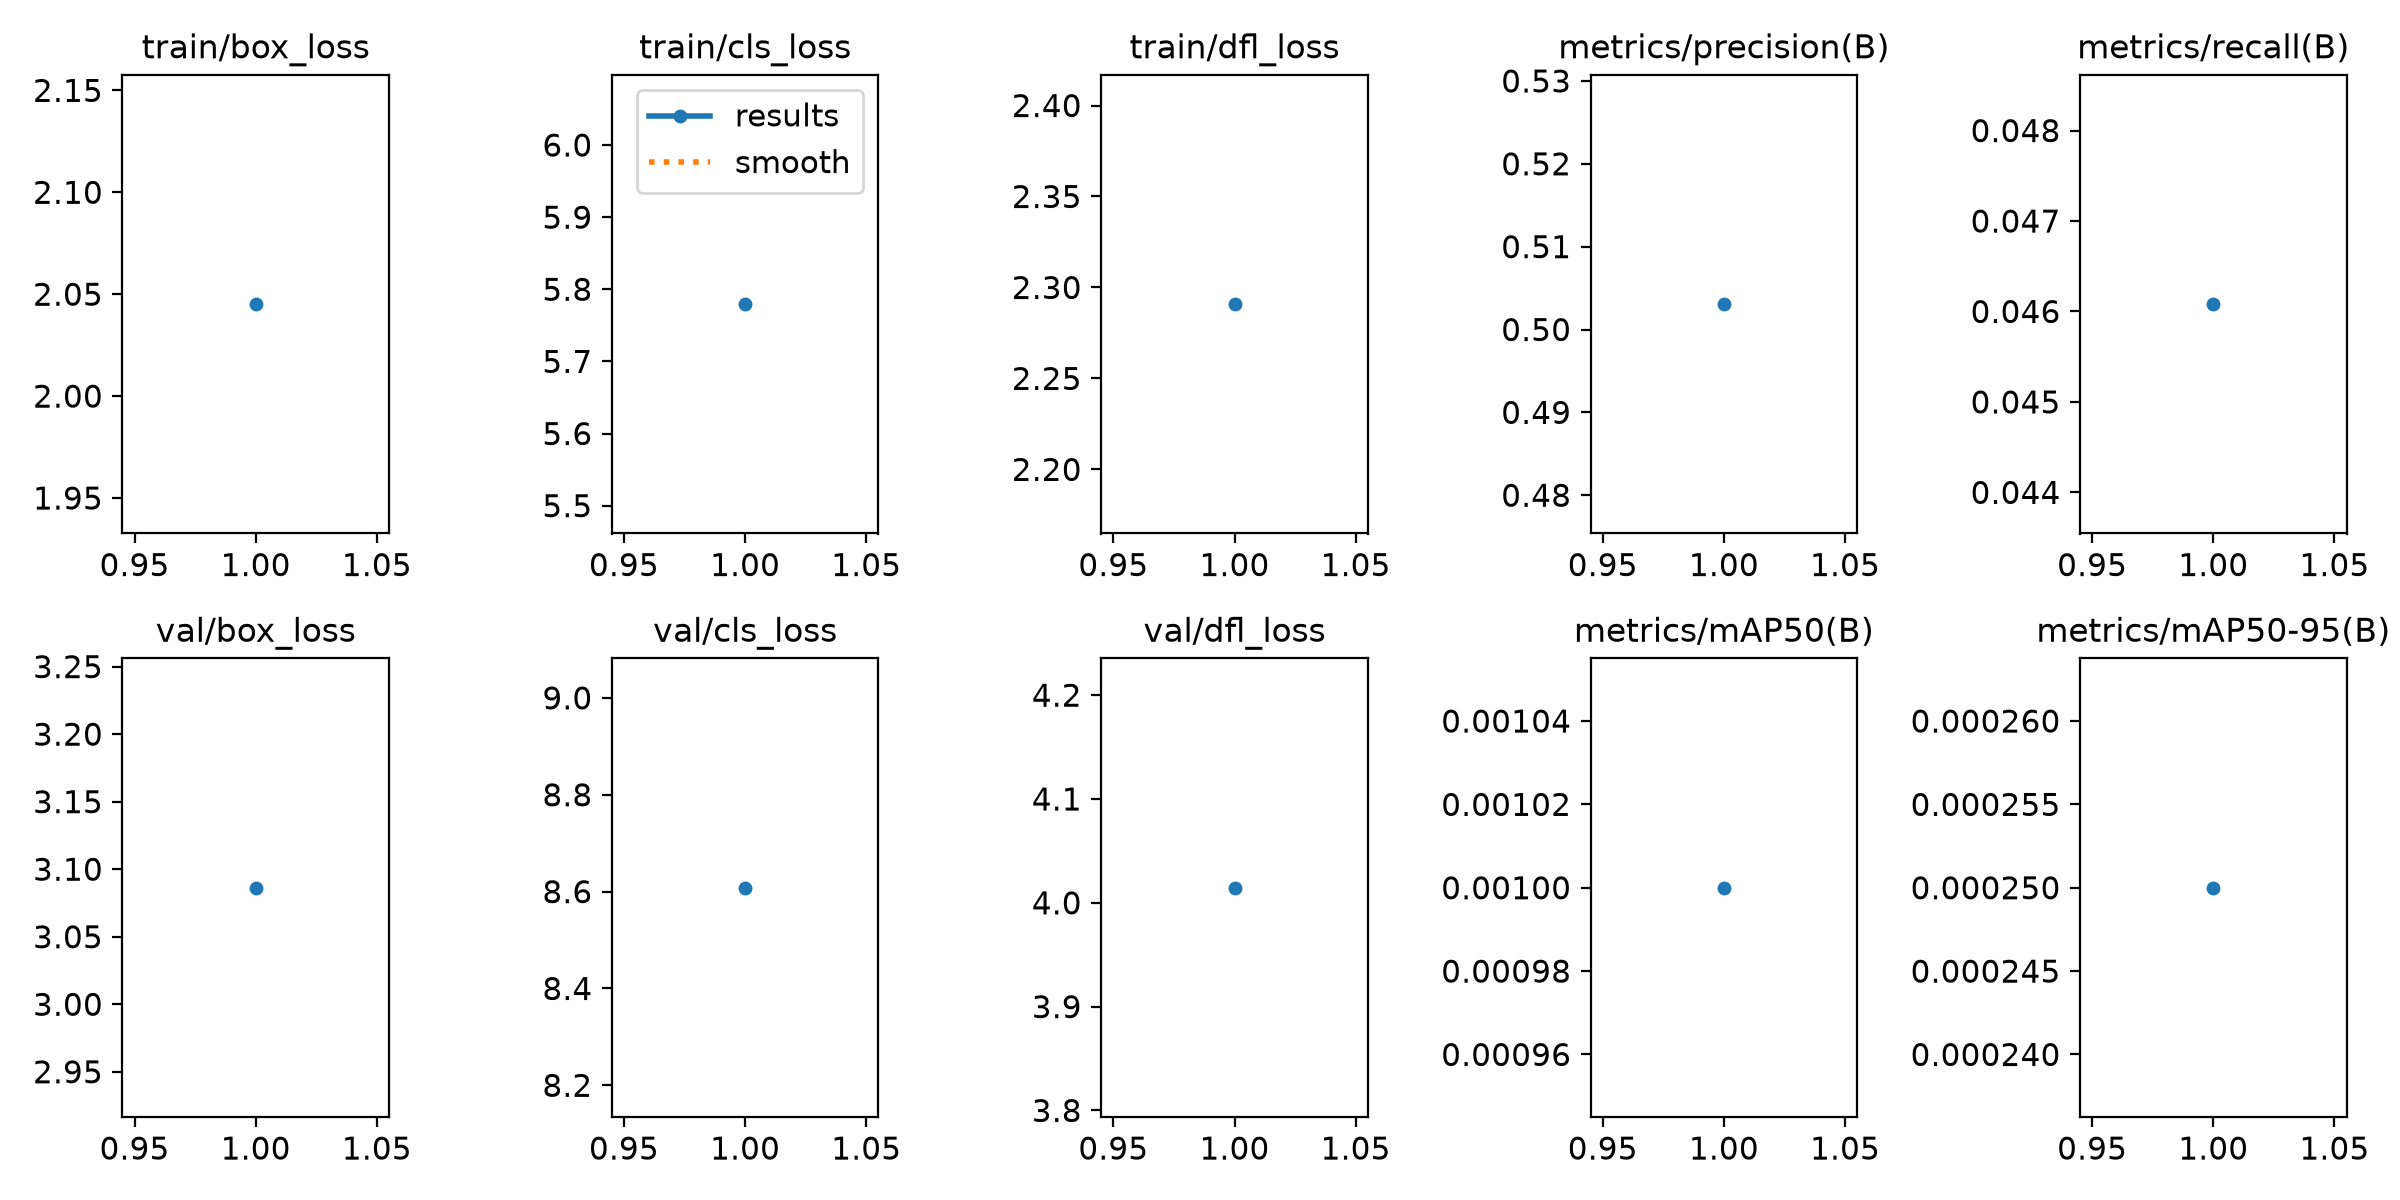 train/box_loss
2.15
2.10
2.05
2.00
1.95
0.95 1.00 1.05
train/cls_loss
results
smooth
6.0
5.9
5.8
5.7
5.6
5.5
0.95 1.00 1.05
train/dfl_loss
2.40
2.35
2.30
2.25
2.20
0.95 1.00 1.05
metrics/precision(B)
0.53
0.52
0.51
0.50
0.49
0.48
0.95 1.00 1.05
metrics/recall(B)
0.048
0.047
0.046
0.045
0.044
0.95 1.00 1.05
val/box_loss
3.25
3.20
3.15
3.10
3.05
3.00
2.95
0.95 1.00 1.05
val/cls_loss
9.0
8.8
8.6
8.4
8.2
0.95 1.00 1.05
val/dfl_loss
4.2
4.1
4.0
3.9
3.8
0.95 1.00 1.05
metrics/mAP50(B)
0.00104
0.00102
0.00100
0.00098
0.00096
0.95 1.00 1.05
metrics/mAP50-95(B)
0.000260
0.000255
0.000250
0.000245
0.000240
0.95 1.00 1.05